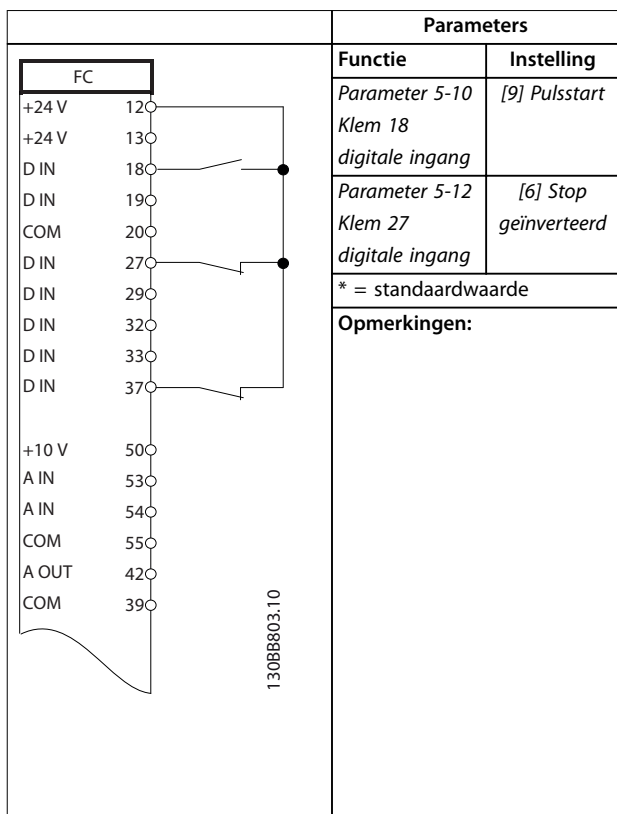 Parameters
Functie Instelling
Parameter 5-10 [9] Pulsstart
Klem 18
digitale ingang
Parameter 5-12 [6] Stop
Klem 27 geïnverteerd
digitale ingang
* = standaardwaarde
Opmerkingen:
FC
+24 V 12
+24 V 13
D IN 18
D IN 19
COM 20
D IN 27
D IN 29
D IN 32
D IN 33
D IN 37
+10 V 50
A IN 53
A IN 54
COM 55
A OUT 42
COM 39
130BB803.10